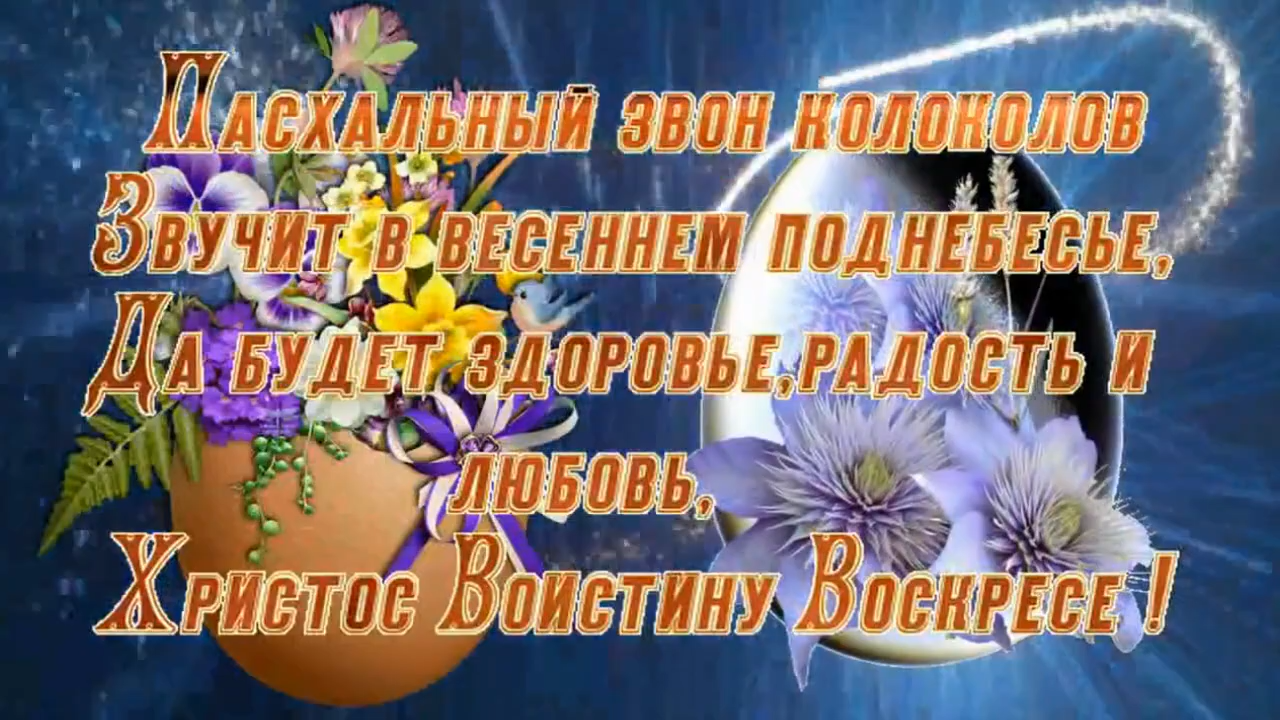 Пасхальный звон колоколов
Звучит в весеннем поднебесье,
Да будет здоровье,радость и
любовь,
Христос Воистину Воскресе !